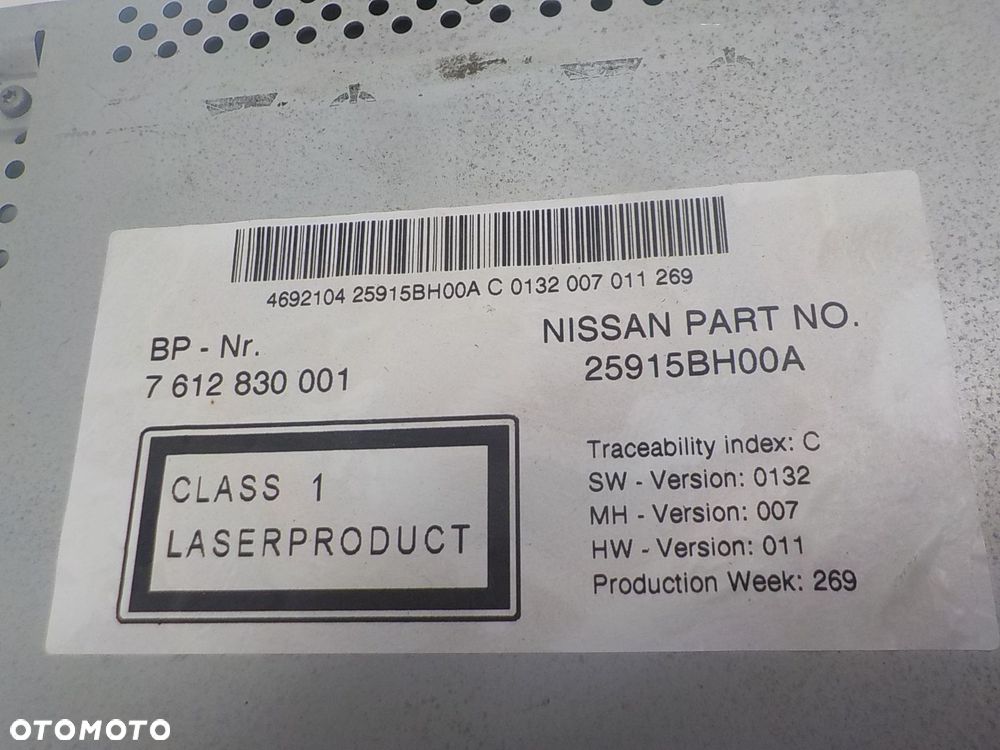 4692104 25915BH00A C 0132 007 011 269
BP - Nr.
7 612 830 001
NISSAN PART NO.
25915BH00A
CLASS 1
LASERPRODUCT
Traceability index: C
SW - Version: 0132
MH - Version: 007
HW - Version: 011
Production Week: 269
OTOMOTO